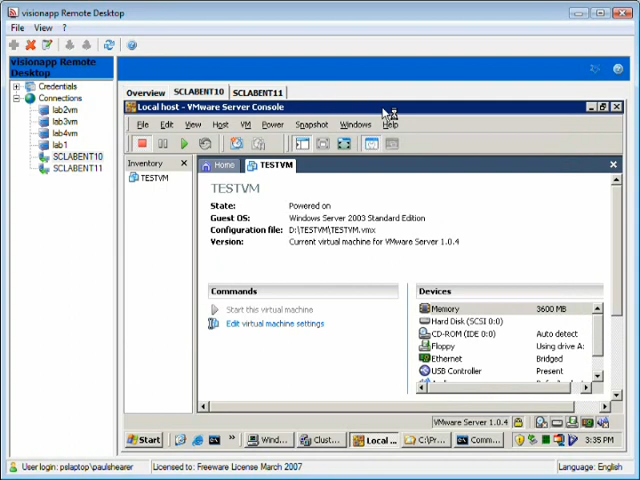 visionapp Remote Desktop
File View ?
visionapp Remote
Desktop
Credentials
Connections
lab2vm
lab3vm
lab4vm
lab1
SCLABENT10
SCLABENT11
Overview SCLABENT10 SCLABENT11
Local host - VMware Server Console
File Edit View Host VM Power Snapshot Windows Help
Inventory
TESTVM
Home TESTVM
TESTVM
State: Powered on
Guest OS: Windows Server 2003 Standard Edition
Configuration file: D:\TESTVM\TESTVM.vmx
Version: Current virtual machine for VMware Server 1.0.4
Commands
Start this virtual machine
Edit virtual machine settings
Devices
Memory 3600 MB
Hard Disk (SCSI 0:0)
CD-ROM (IDE 0:0) Auto detect
Floppy Using drive A:
Ethernet Bridged
USB Controller Present
VMware Server 1.0.4
Start » Wind... Clust... Local ... C:\Pr... Comm... 3:35 PM
User login: pslaptop\paulshearer Licensed to: Freeware License March 2007 Language: English